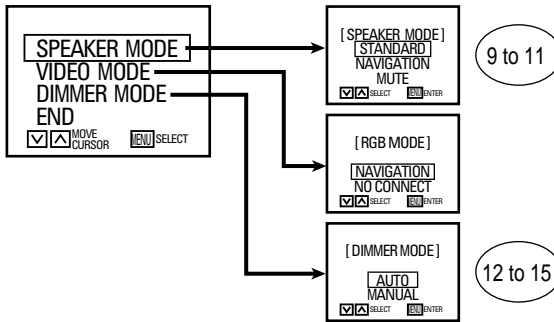 SPEAKER MODE
VIDEO MODE
DIMMER MODE
END
MOVE
CURSOR
MENU SELECT
[SPEAKER MODE]
STANDARD
NAVIGATION
MUTE
SELECT MENU ENTER
9 to 11
[RGB MODE]
NAVIGATION
NO CONNECT
SELECT MENU ENTER
[DIMMER MODE]
AUTO
MANUAL
SELECT MENU ENTER
12 to 15